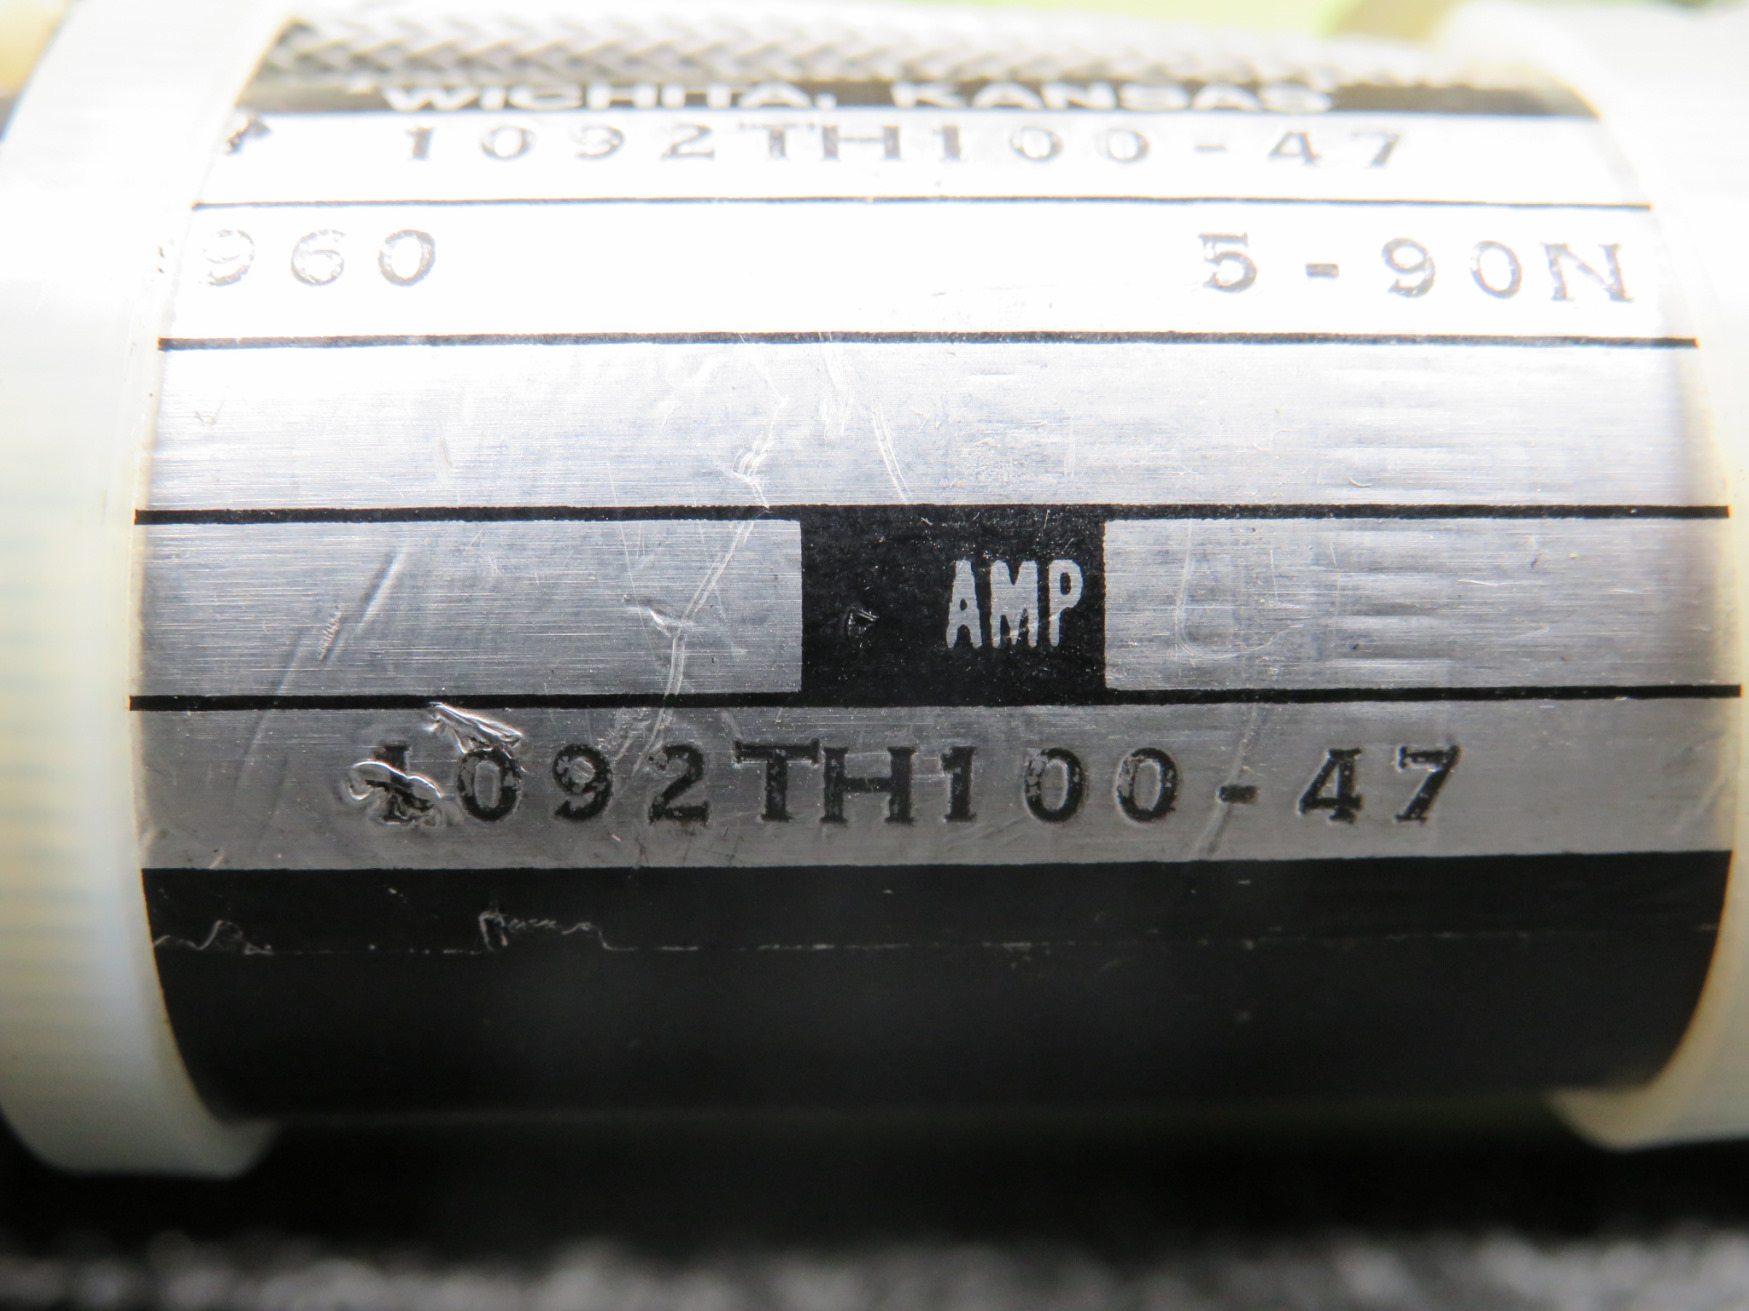 WICHITA, KANSAS
1092TH100-47
960 5-90N
AMP
1092TH100-47